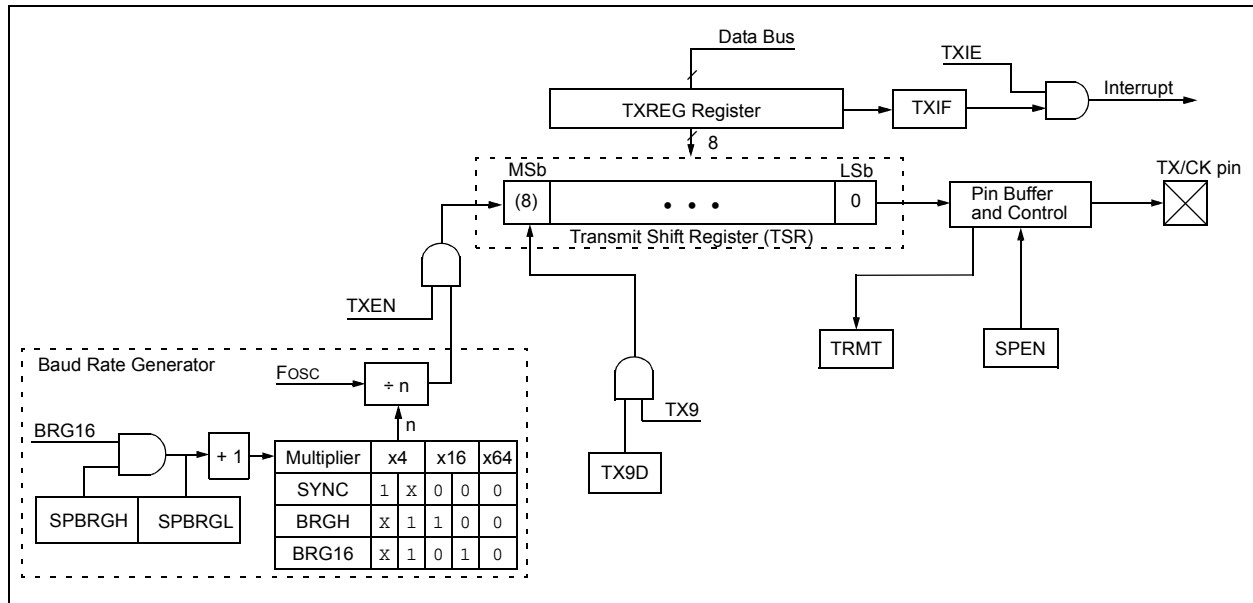 Data Bus
TXIE
Interrupt
TXREG Register
TXIF
8
MSb
LSb
TX/CK pin
(8)
• • •
0
Pin Buffer
and Control
Transmit Shift Register (TSR)
TXEN
TRMT
SPEN
Baud Rate Generator
FOSC
÷ n
TX9
n
BRG16
+ 1
Multiplier x4 x16 x64
TX9D
SYNC 1 X 0 0 0
SPBRGH SPBRGL
BRGH X 1 1 0 0
BRG16 X 1 0 1 0